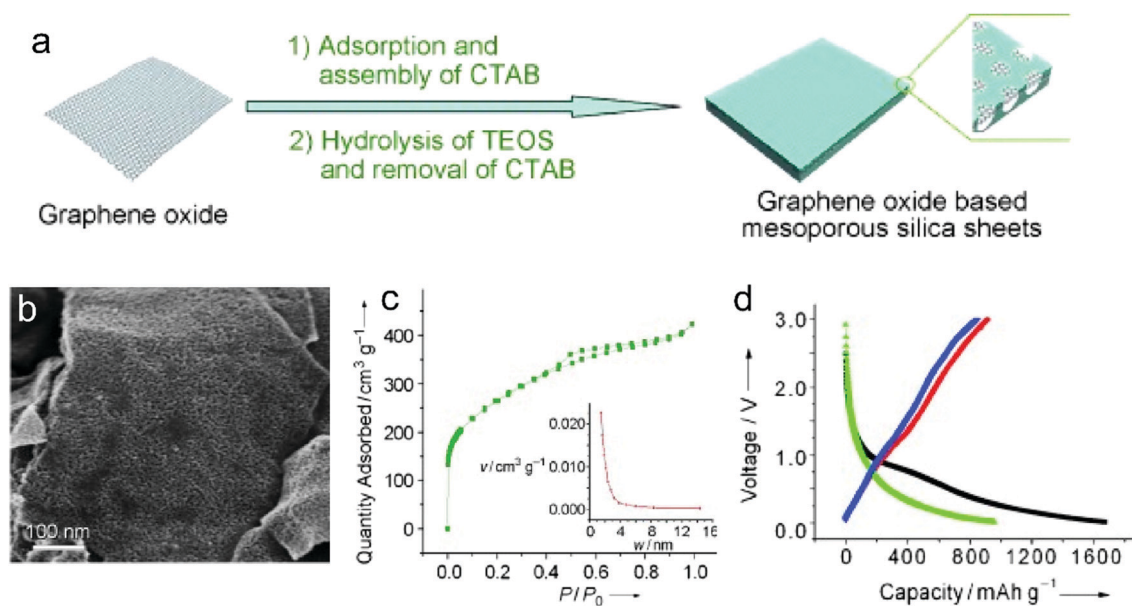 a
1) Adsorption and
assembly of CTAB
2) Hydrolysis of TEOS
and removal of CTAB
Graphene oxide
Graphene oxide based
mesoporous silica sheets
b
100 nm
c
Quantity Adsorbed / cm³ g⁻¹
400
300
200
100
0
0.0 0.2 0.4 0.6 0.8 1.0
P/P₀
v/cm³ g⁻¹
0.020
0.010
0.000
0 4 8 12 16
w/nm
d
Voltage / V
3.0
2.0
1.0
0.0
0 400 800 1200 1600
Capacity / mAh g⁻¹